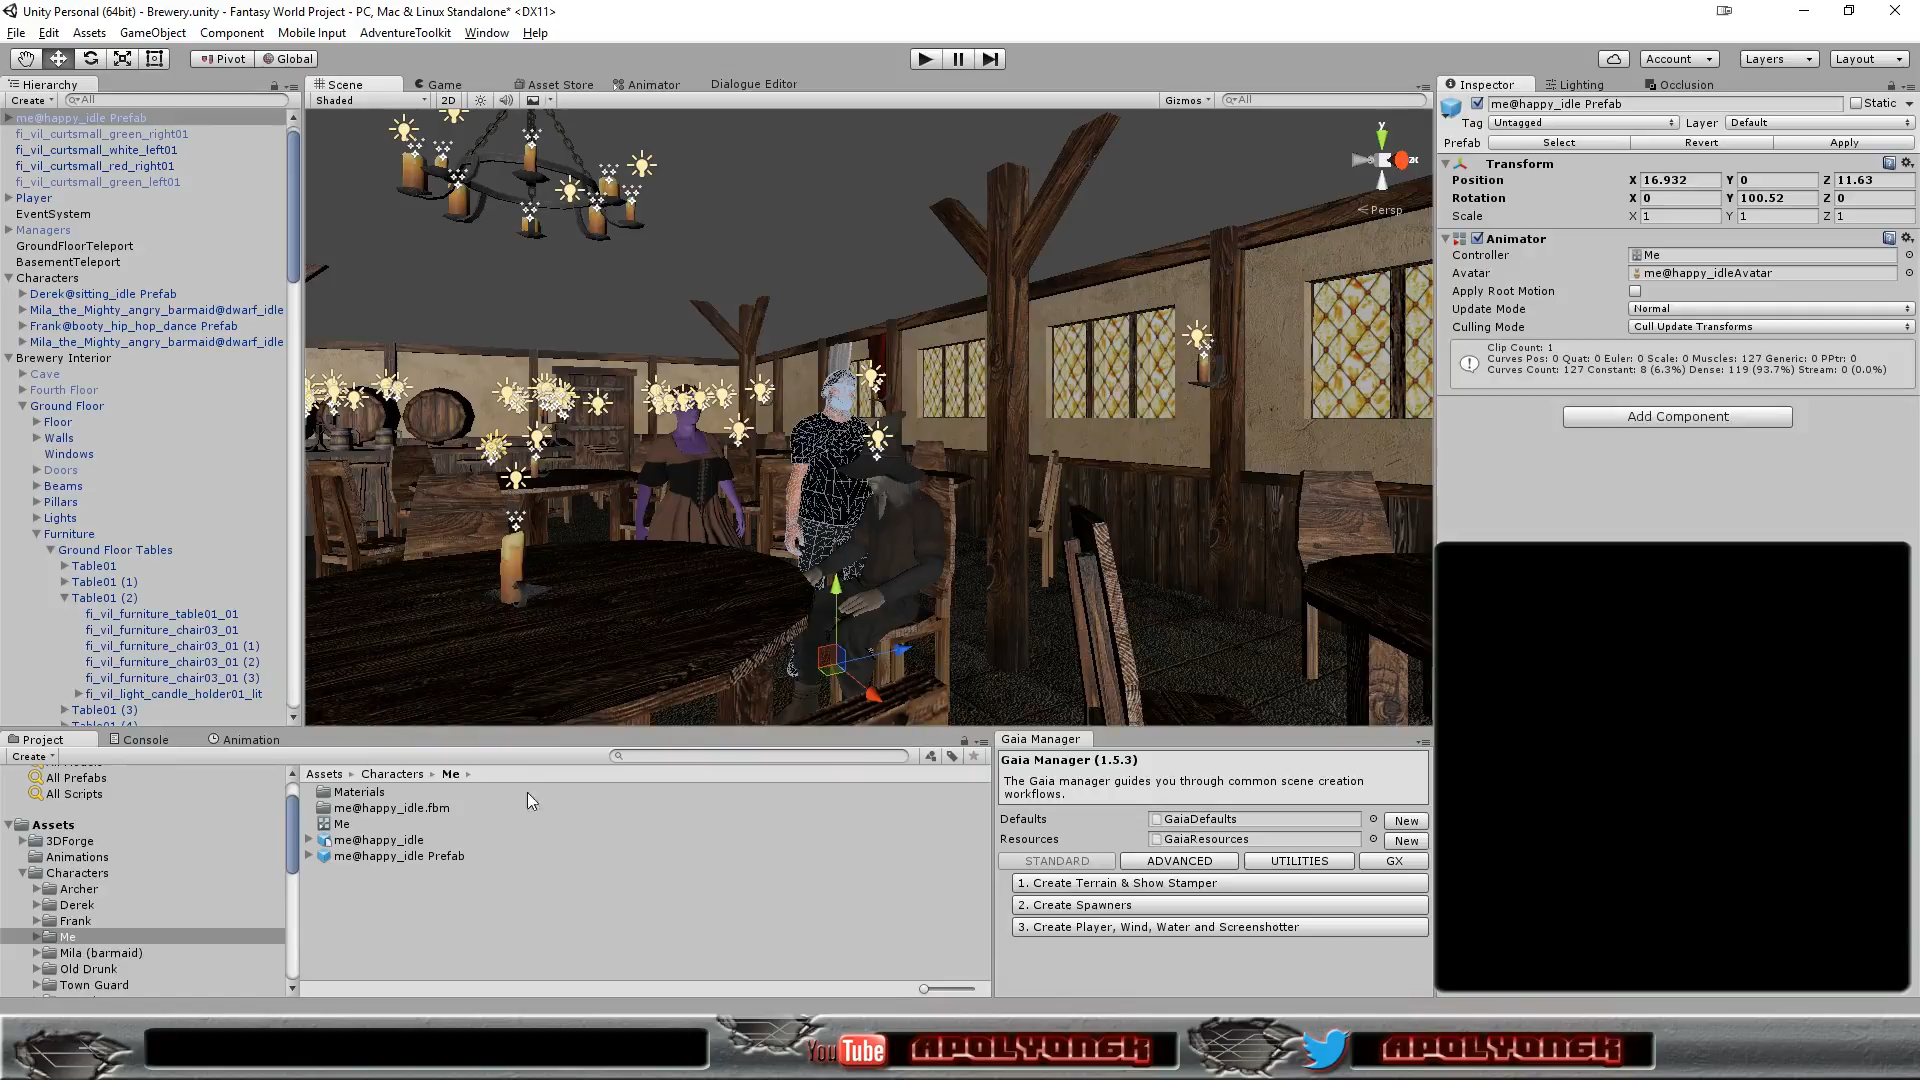 Unity Personal (64bit) - Brewery.unity - Fantasy World Project - PC, Mac & Linux Standalone* <DX11>
File Edit Assets GameObject Component Mobile Input AdventureToolkit Window Help
Pivot Global Account Layers Layout
Hierarchy
Create All
me@happy_idle Prefab
fi_vil_curtsmall_green_right01
fi_vil_curtsmall_white_left01
fi_vil_curtsmall_red_right01
fi_vil_curtsmall_green_left01
Player
EventSystem
Managers
GroundFloorTeleport
BasementTeleport
Characters
Derek@sitting_idle Prefab
Mila_the_Mighty_angry_barmaid@dwarf_idle
Frank@booty_hip_hop_dance Prefab
Mila_the_Mighty_angry_barmaid@dwarf_idle
Brewery Interior
Cave
Fourth Floor
Ground Floor
Floor
Walls
Windows
Doors
Beams
Pillars
Lights
Furniture
Ground Floor Tables
Table01
Table01 (1)
Table01 (2)
fi_vil_furniture_table01_01
fi_vil_furniture_chair03_01
fi_vil_furniture_chair03_01 (1)
fi_vil_furniture_chair03_01 (2)
fi_vil_furniture_chair03_01 (3)
fi_vil_light_candle_holder01_lit
Table01 (3)
Table01 (4)
Scene Game Asset Store Animator Dialogue Editor
Shaded 2D Gizmos All
y
Persp
Inspector Lighting Occlusion
me@happy_idle Prefab Static
Tag Untagged Layer Default
Prefab Select Revert Apply
Transform
Position X 16.932 Y 0 Z 11.63
Rotation X 0 Y 100.52 Z 0
Scale X 1 Y 1 Z 1
Animator
Controller Me
Avatar me@happy_idleAvatar
Apply Root Motion
Update Mode Normal
Culling Mode Cull Update Transforms
Clip Count: 1
Curves Pos: 0 Quat: 0 Euler: 0 Scale: 0 Muscles: 127 Generic: 0 PPtr: 0
Curves Count: 127 Constant: 8 (6.3%) Dense: 119 (93.7%) Stream: 0 (0.0%)
Add Component
Project Console Animation
Create
All Prefabs
All Scripts
Assets
3DForge
Animations
Characters
Archer
Derek
Frank
Me
Mila (barmaid)
Old Drunk
Town Guard
Assets Characters Me
Materials
me@happy_idle.fbm
Me
me@happy_idle
me@happy_idle Prefab
Gaia Manager
Gaia Manager (1.5.3)
The Gaia manager guides you through common scene creation
workflows.
Defaults GaiaDefaults New
Resources GaiaResources New
STANDARD ADVANCED UTILITIES GX
1. Create Terrain & Show Stamper
2. Create Spawners
3. Create Player, Wind, Water and Screenshotter
YouTube APOLYONGK APOLYONGK